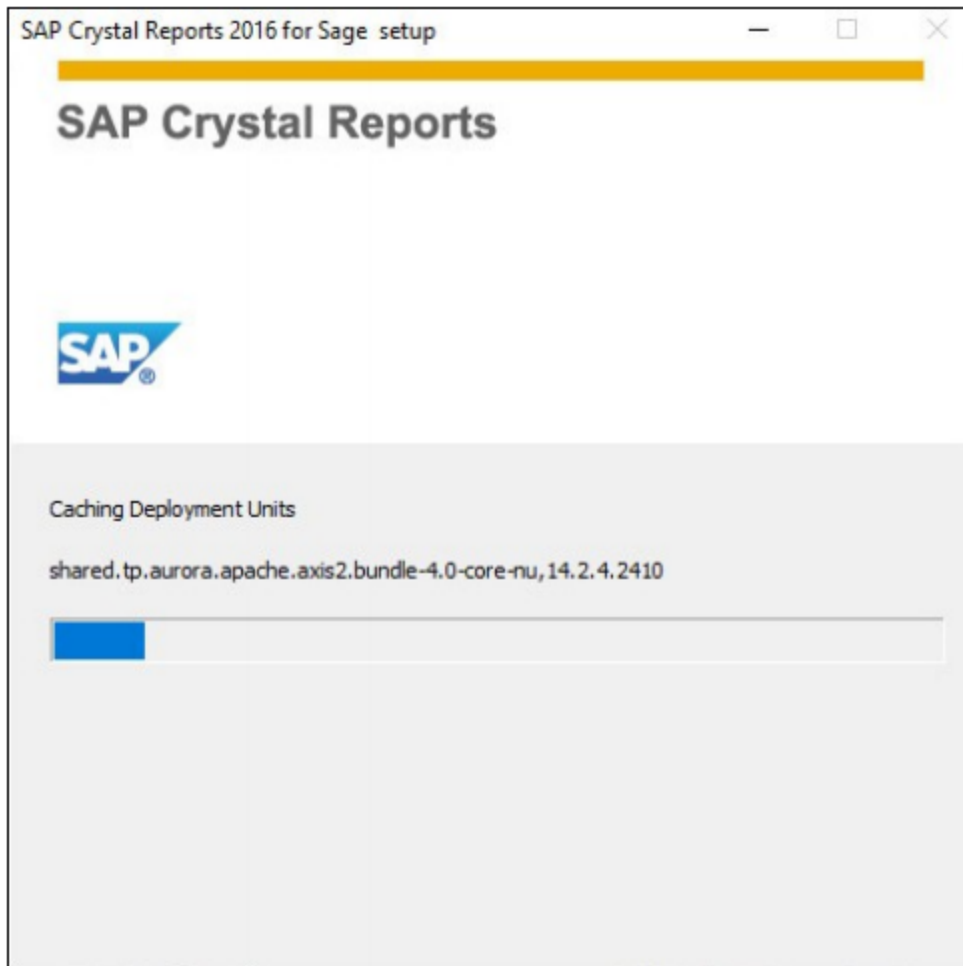 SAP Crystal Reports 2016 for Sage setup
SAP Crystal Reports
SAP®
Caching Deployment Units
shared.tp.aurora.apache.axis2.bundle-4.0-core-nu,14.2.4.2410